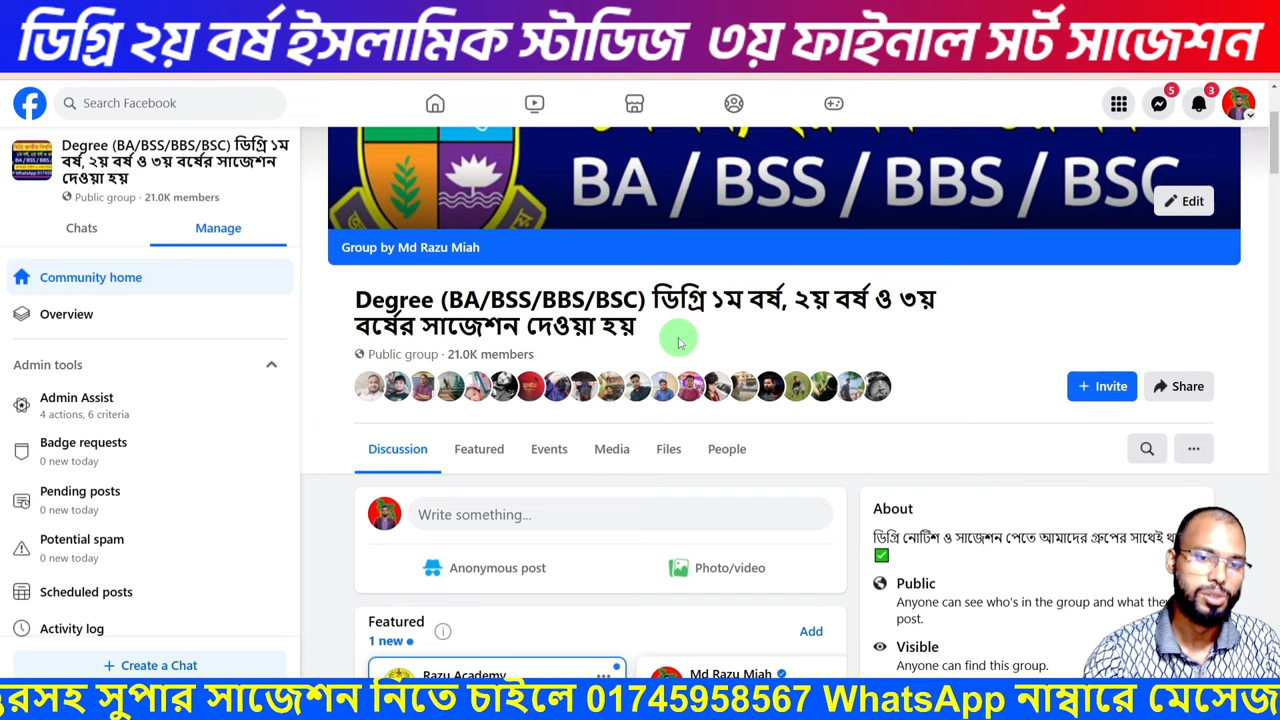 ডিগ্রি ২য় বর্ষ ইসলামিক স্টাডিজ ৩য় ফাইনাল সর্ট সাজেশন
Search Facebook
5
3
Degree (BA/BSS/BBS/BSC) ডিগ্রি ১ম
বর্ষ, ২য় বর্ষ ও ৩য় বর্ষের সাজেশন
দেওয়া হয়
Public group · 21.0K members
Chats
Manage
Community home
Overview
Admin tools
Admin Assist
4 actions, 6 criteria
Badge requests
0 new today
Pending posts
0 new today
Potential spam
0 new today
Scheduled posts
Activity log
+ Create a Chat
BA / BSS / BBS / BSC
Edit
Group by Md Razu Miah
Degree (BA/BSS/BBS/BSC) ডিগ্রি ১ম বর্ষ, ২য় বর্ষ ও ৩য়
বর্ষের সাজেশন দেওয়া হয়
Public group · 21.0K members
+ Invite
Share
Discussion
Featured
Events
Media
Files
People
Write something...
Anonymous post
Photo/video
Featured
1 new
Add
Razu Academy
Md Razu Miah
About
ডিগ্রি নোটিশ ও সাজেশন পেতে আমাদের গ্রুপের সাথেই
Public
Anyone can see who's in the group and what they
post.
Visible
Anyone can find this group.
সুপার সাজেশন নিতে চাইলে 01745958567 WhatsApp নাম্বারে মেসেজ